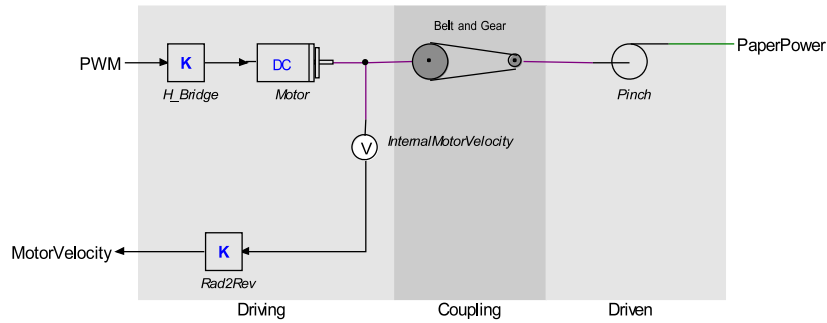 Belt and Gear
PWM
K
DC
PaperPower
H_Bridge
Motor
Pinch
V
InternalMotorVelocity
MotorVelocity
K
Rad2Rev
Driving
Coupling
Driven